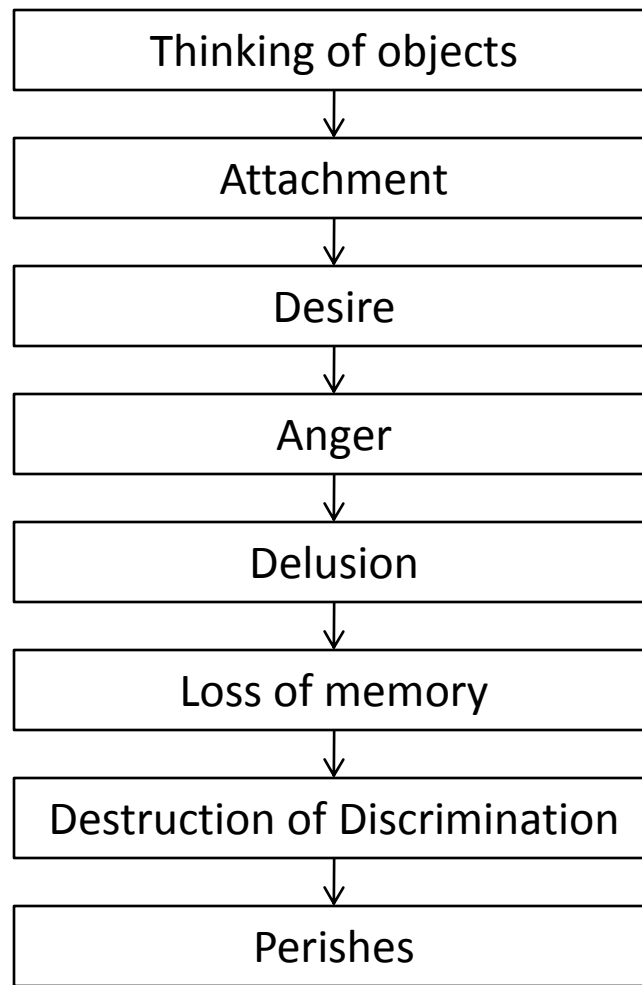 Thinking of objects
Attachment
Desire
Anger
Delusion
Loss of memory
Destruction of Discrimination
Perishes